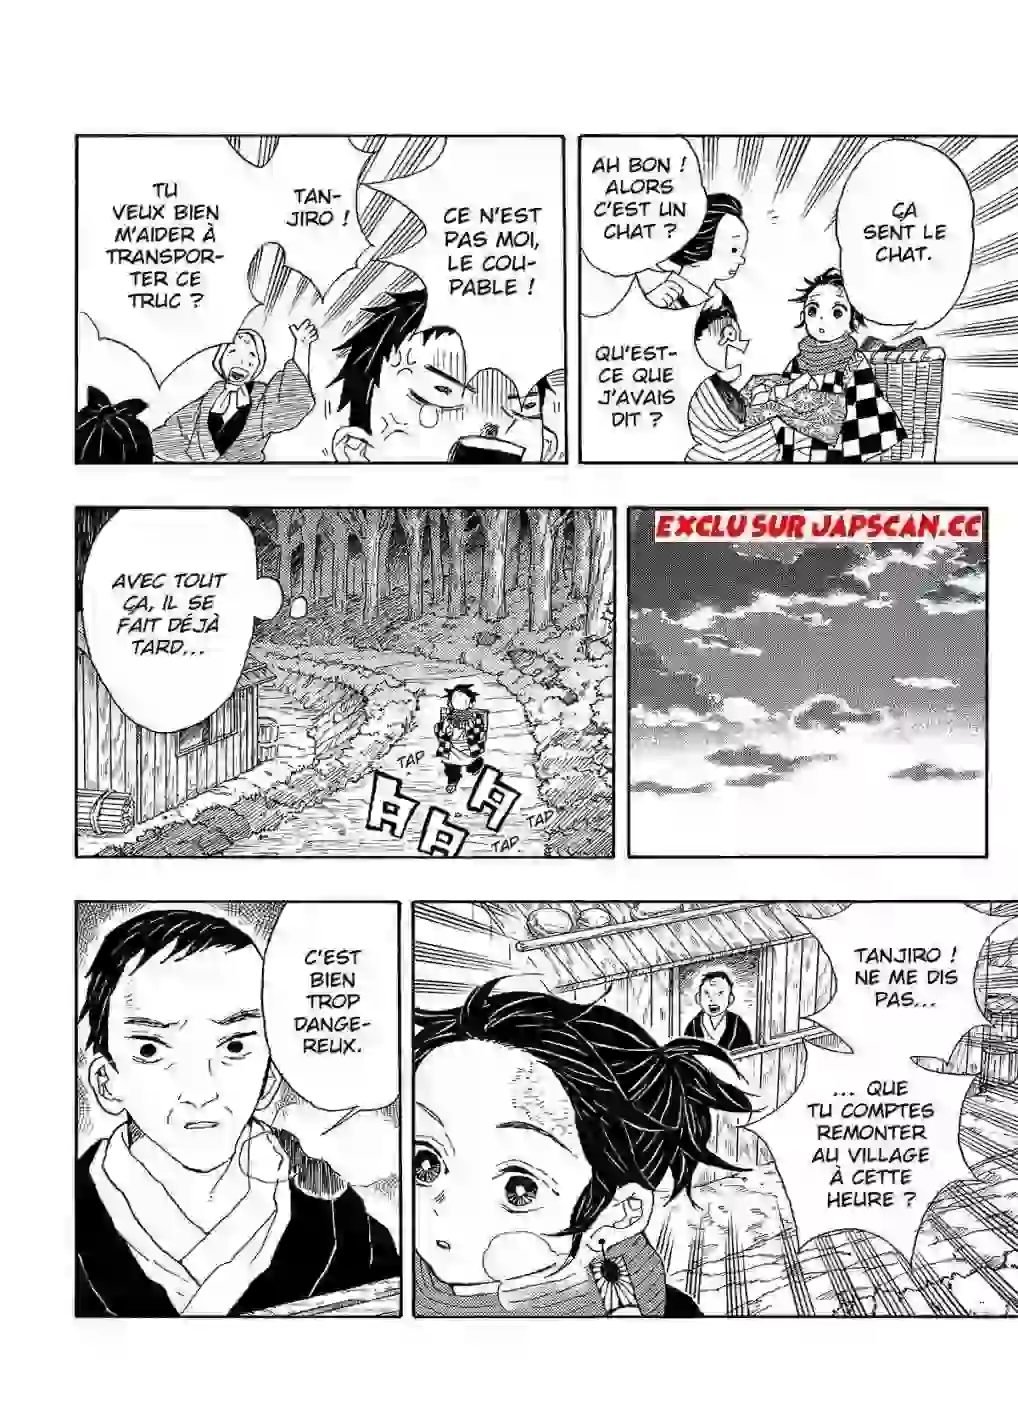 ÇA
SENT LE
CHAT.
AH BON !
ALORS
C'EST UN
CHAT ?
QU'EST-
CE QUE
J'AVAIS
DIT ?
CE N'EST
PAS MOI,
LE COU-
PABLE !
TAN-
JIRO !
TU
VEUX BIEN
M'AIDER À
TRANSPOR-
TER CE
TRUC ?
EXCLU SUR JAPSCAN.CC
AVEC TOUT
ÇA, IL SE
FAIT DÉJÀ
TARD...
TAP
タ
タ
タ
TAP
TAP
TANJIRO !
NE ME DIS
PAS...
... QUE
TU COMPTES
REMONTER
AU VILLAGE
À CETTE
HEURE ?
C'EST
BIEN
TROP
DANGE-
REUX.